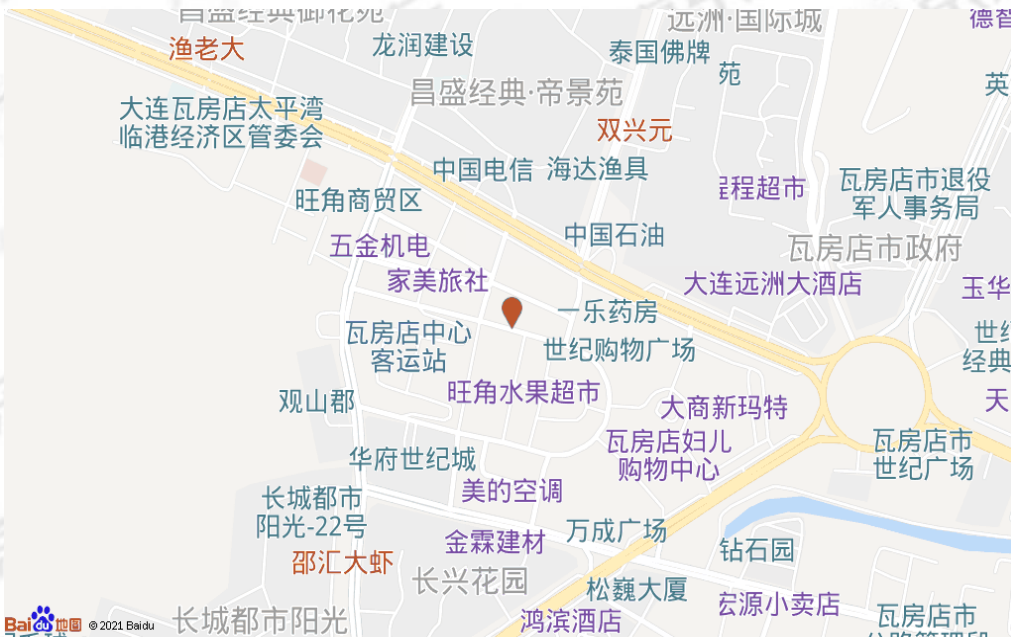 昌盛经典御花苑
远洲·国际城
德智
渔老大
龙润建设
泰国佛牌
苑
英
昌盛经典·帝景苑
大连瓦房店太平湾
临港经济区管委会
双兴元
中国电信
海达渔具
程程超市
瓦房店市退役
军人事务局
旺角商贸区
中国石油
瓦房店市政府
五金机电
家美旅社
大连远洲大酒店
玉华
一乐药房
瓦房店中心
客运站
世纪购物广场
世纪
经典
旺角水果超市
观山郡
大商新玛特
天
瓦房店妇儿
购物中心
瓦房店市
世纪广场
华府世纪城
美的空调
长城都市
阳光-22号
万成广场
金霖建材
钻石园
邵汇大虾
长兴花园
松巍大厦
宏源小卖店
长城都市阳光
鸿滨酒店
瓦房店市
公路管理段
Bai du 地图 © 2021 Baidu